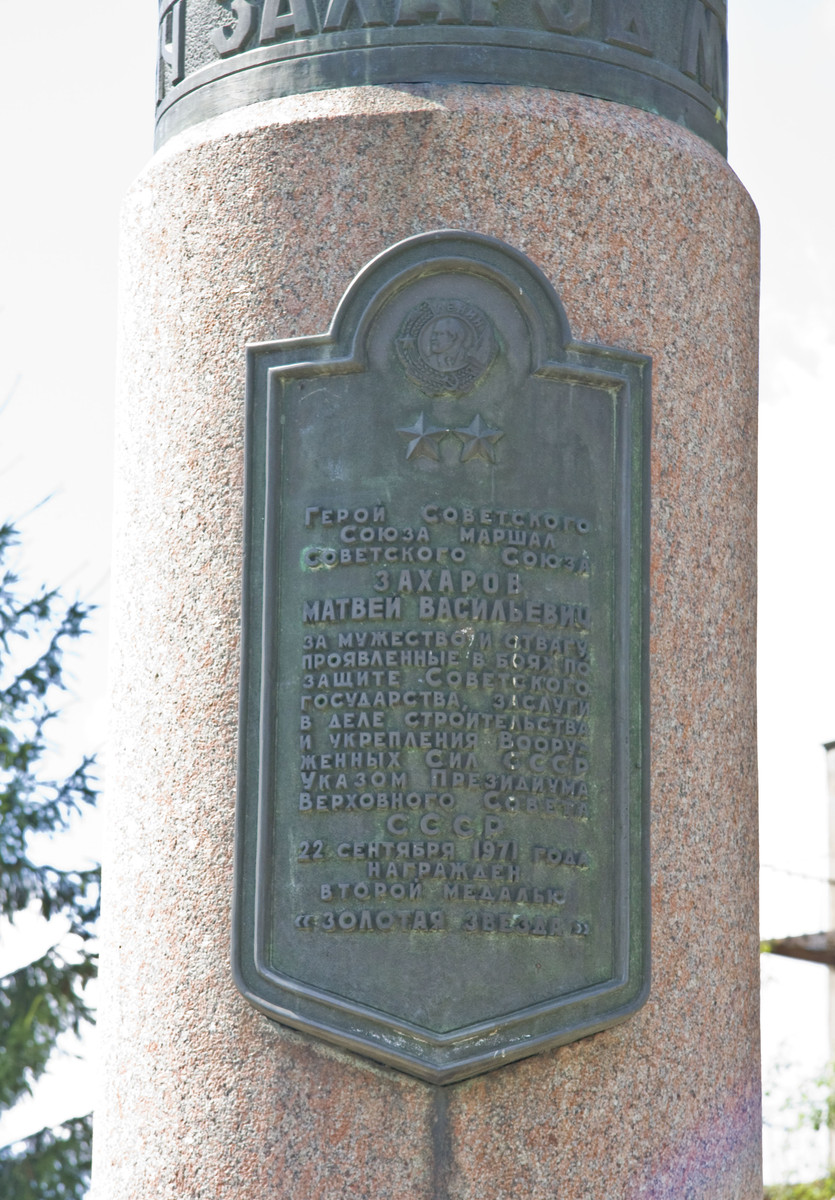 ЗАХАРОВ М
ЛЕНИН
ГЕРОЙ СОВЕТСКОГО
СОЮЗА МАРШАЛ
СОВЕТСКОГО СОЮЗА
ЗАХАРОВ
МАТВЕЙ ВАСИЛЬЕВИЧ
ЗА МУЖЕСТВО И ОТВАГУ
ПРОЯВЛЕННЫЕ В БОЯХ ПО
ЗАЩИТЕ СОВЕТСКОГО
ГОСУДАРСТВА, ЗАСЛУГИ
В ДЕЛЕ СТРОИТЕЛЬСТВА
И УКРЕПЛЕНИЯ ВООРУ-
ЖЕННЫХ СИЛ СССР
УКАЗОМ ПРЕЗИДИУМА
ВЕРХОВНОГО СОВЕТА
СССР
22 СЕНТЯБРЯ 1971 ГОДА
НАГРАЖДЕН
ВТОРОЙ МЕДАЛЬЮ
«ЗОЛОТАЯ ЗВЕЗДА»